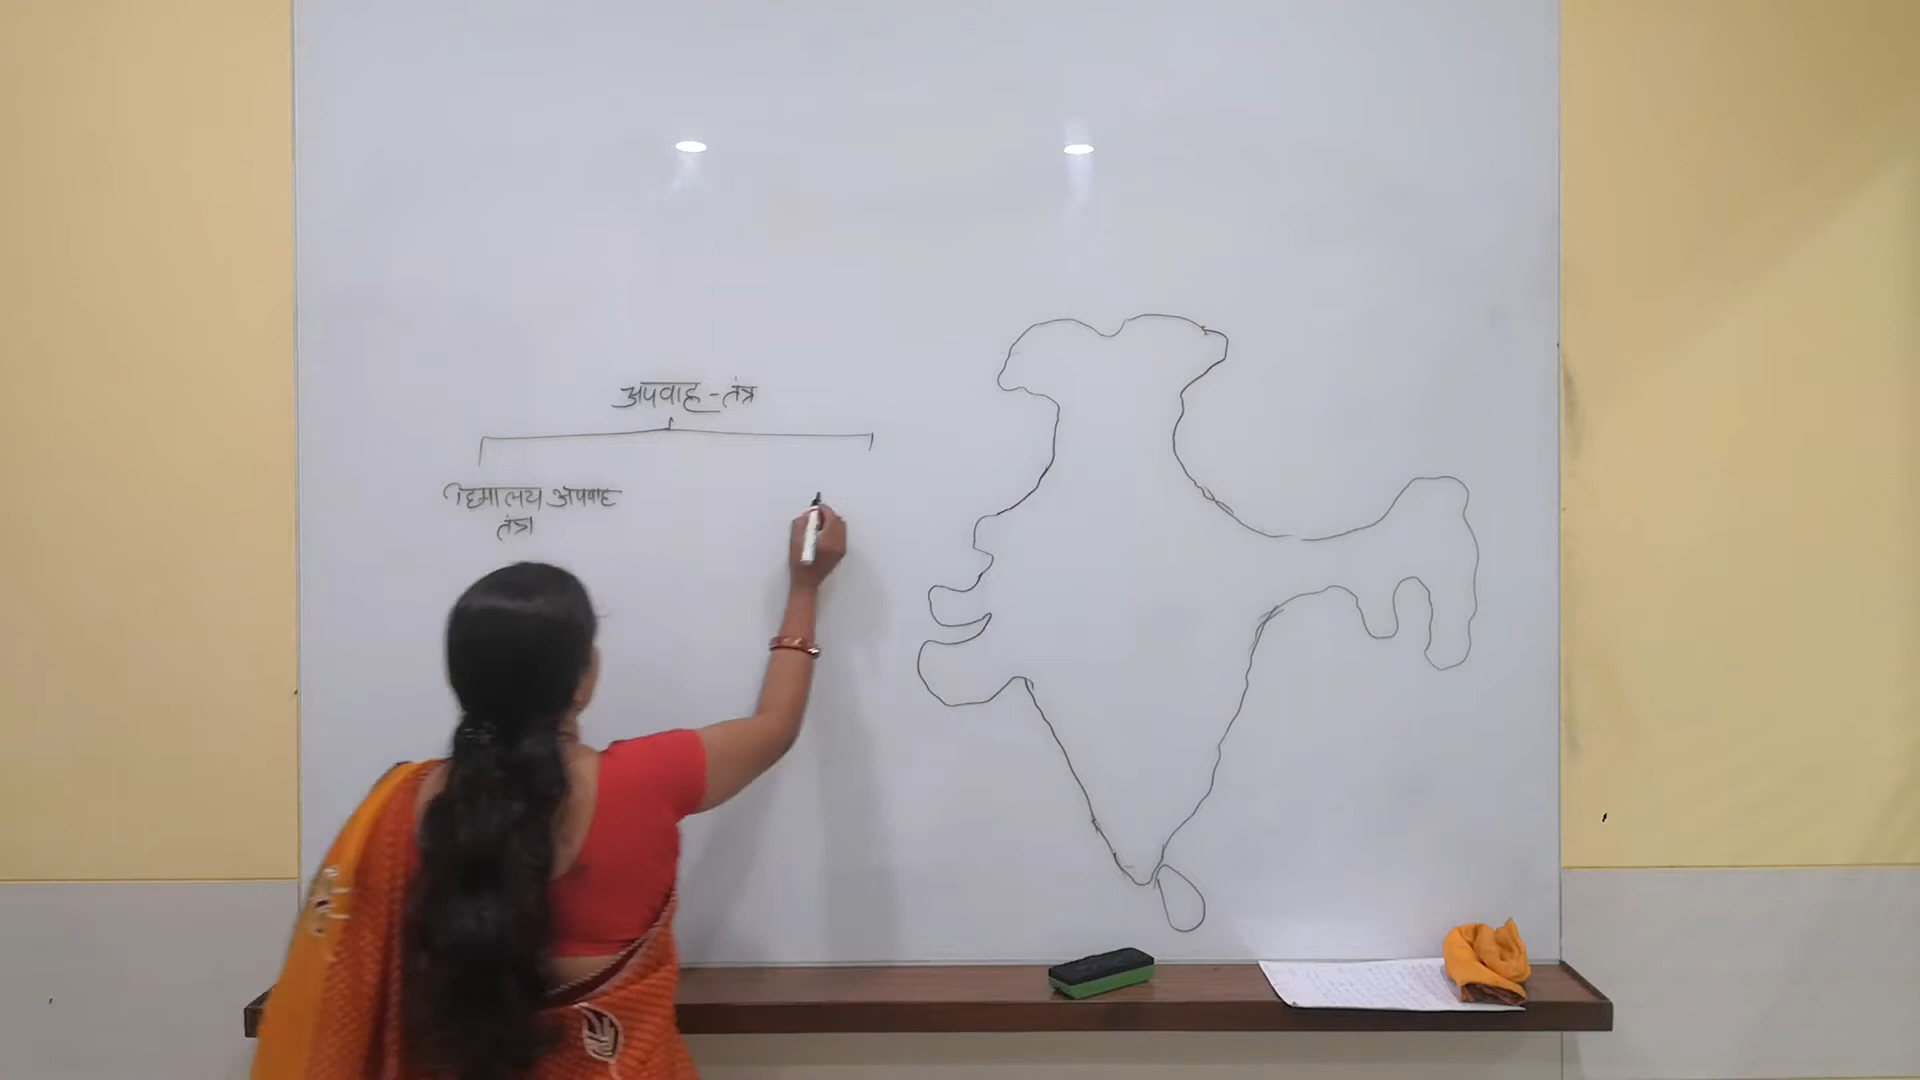 अपवाह - तंत्र
हिमालय अपवाह
तंत्र